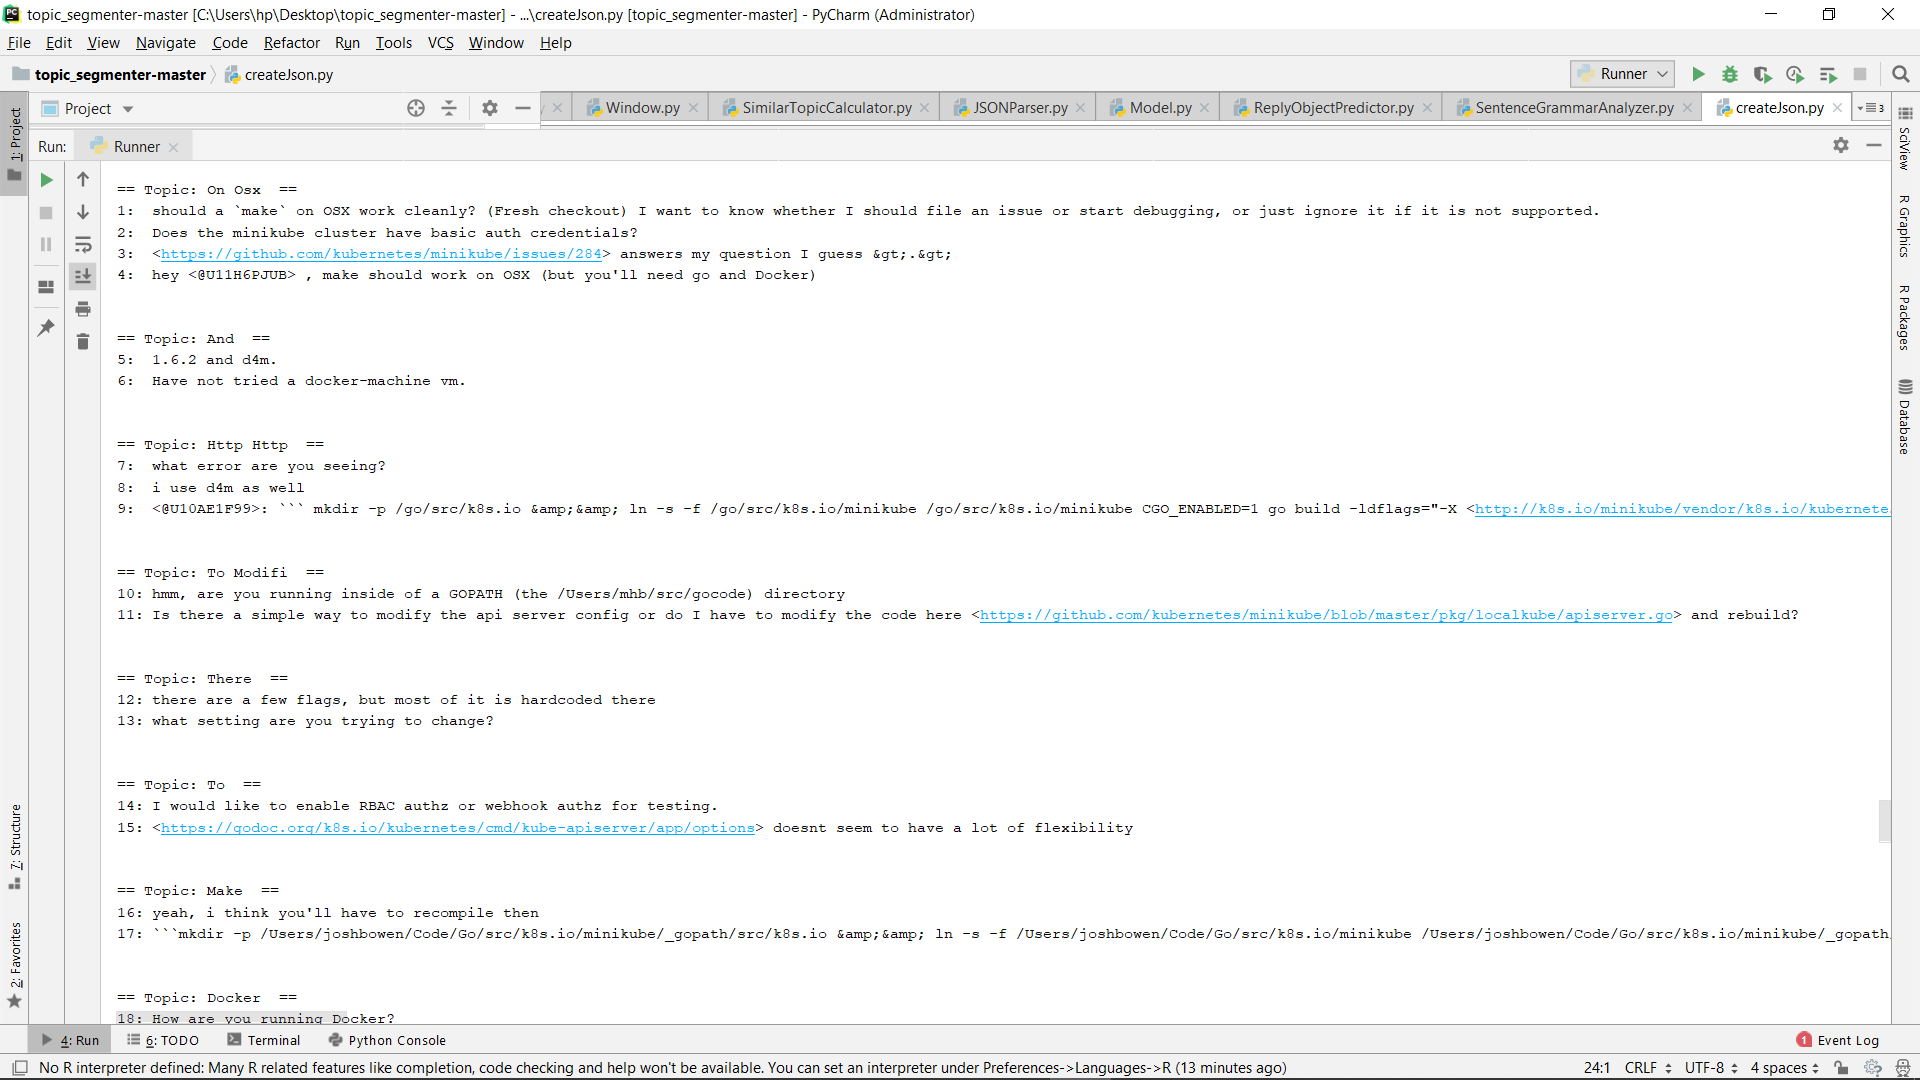 topic_segmenter-master [C:\Users\hp\Desktop\topic_segmenter-master] - ...\createJson.py [topic_segmenter-master] - PyCharm (Administrator)
File Edit View Navigate Code Refactor Run Tools VCS Window Help
topic_segmenter-master createJson.py Runner
1: Project
Project
Window.py SimilarTopicCalculator.py JSONParser.py Model.py ReplyObjectPredictor.py SentenceGrammarAnalyzer.py createJson.py 3
Run: Runner
== Topic: On Osx ==
1: should a `make` on OSX work cleanly? (Fresh checkout) I want to know whether I should file an issue or start debugging, or just ignore it if it is not supported.
2: Does the minikube cluster have basic auth credentials?
3: <https://github.com/kubernetes/minikube/issues/284> answers my question I guess &gt;.&gt;
4: hey <@U11H6PJUB> , make should work on OSX (but you'll need go and Docker)
== Topic: And ==
5: 1.6.2 and d4m.
6: Have not tried a docker-machine vm.
== Topic: Http Http ==
7: what error are you seeing?
8: i use d4m as well
9: <@U10AE1F99>: ``` mkdir -p /go/src/k8s.io &amp;&amp; ln -s -f /go/src/k8s.io/minikube /go/src/k8s.io/minikube CGO_ENABLED=1 go build -ldflags="-X <http://k8s.io/minikube/vendor/k8s.io/kubernete
== Topic: To Modifi ==
10: hmm, are you running inside of a GOPATH (the /Users/mhb/src/gocode) directory
11: Is there a simple way to modify the api server config or do I have to modify the code here <https://github.com/kubernetes/minikube/blob/master/pkg/localkube/apiserver.go> and rebuild?
== Topic: There ==
12: there are a few flags, but most of it is hardcoded there
13: what setting are you trying to change?
== Topic: To ==
14: I would like to enable RBAC authz or webhook authz for testing.
15: <https://godoc.org/k8s.io/kubernetes/cmd/kube-apiserver/app/options> doesnt seem to have a lot of flexibility
== Topic: Make ==
16: yeah, i think you'll have to recompile then
17: ```mkdir -p /Users/joshbowen/Code/Go/src/k8s.io/minikube/_gopath/src/k8s.io &amp;&amp; ln -s -f /Users/joshbowen/Code/Go/src/k8s.io/minikube /Users/joshbowen/Code/Go/src/k8s.io/minikube/_gopath
== Topic: Docker ==
18: How are you running Docker?
7: Structure
2: Favorites
SciView
R Graphics
R Packages
Database
4: Run 6: TODO Terminal Python Console 1 Event Log
No R interpreter defined: Many R related features like completion, code checking and help won't be available. You can set an interpreter under Preferences->Languages->R (13 minutes ago) 24:1 CRLF UTF-8 4 spaces